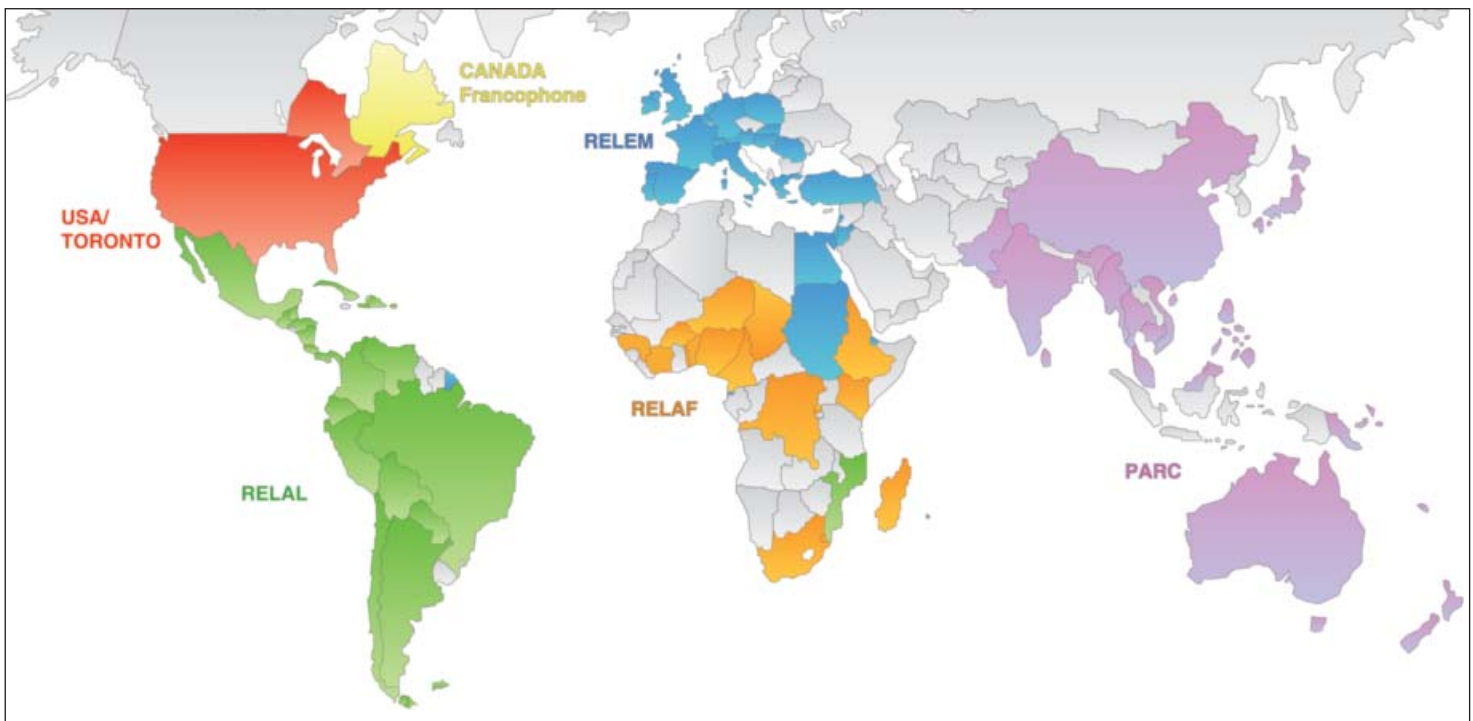 CANADA
Francophone
RELEM
USA/
TORONTO
RELAF
PARC
RELAL